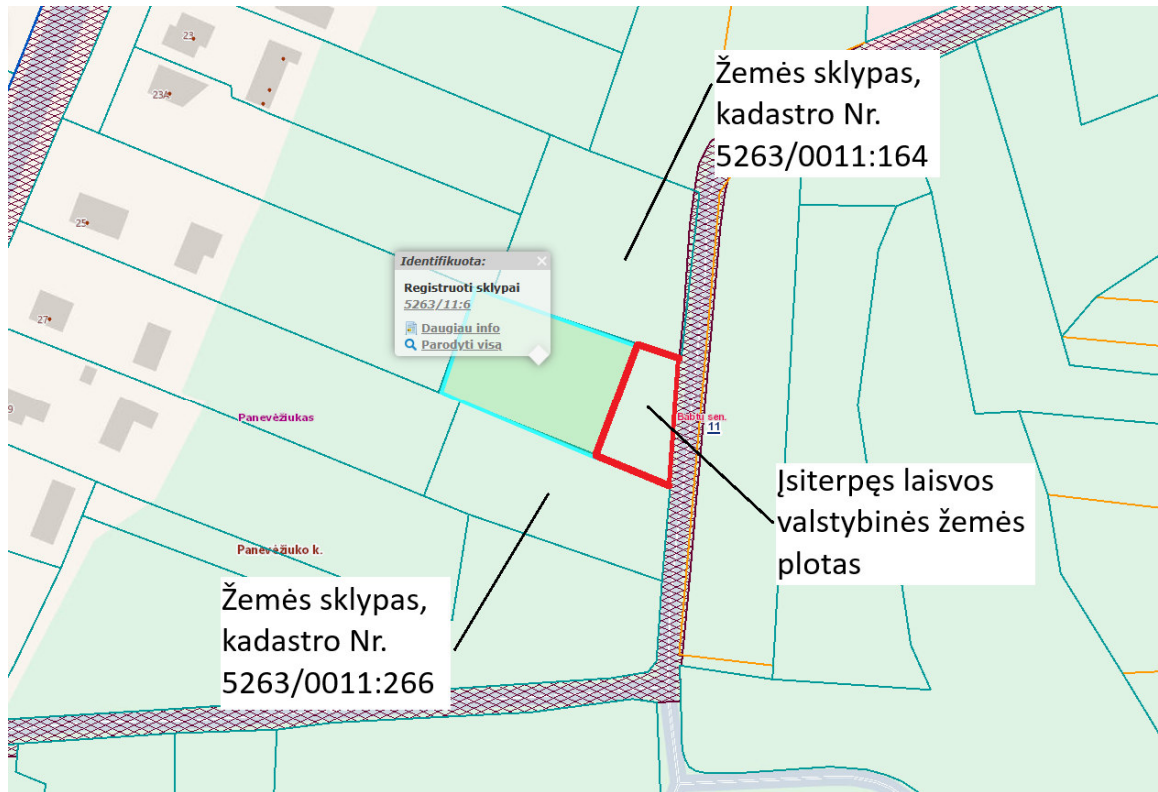 23
23A
Žemės sklypas,
kadastro Nr.
5263/0011:164
25
Identifikuota:
Registruoti sklypai
5263/11:6
Daugiau info
Parodyti visą
27
9
Panevėžiukas
Babtų sen.
11
Įsiterpęs laisvos
valstybinės žemės
plotas
Panevėžiuko k.
Žemės sklypas,
kadastro Nr.
5263/0011:266